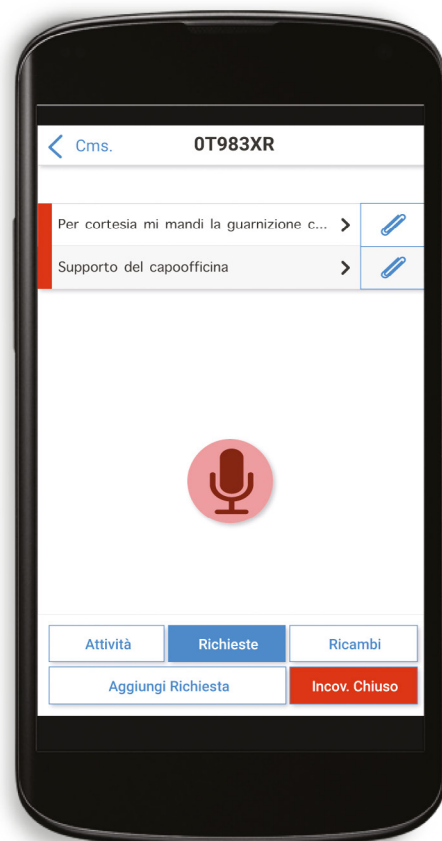 Cms.
0T983XR
Per cortesia mi mandi la guarnizione c...
Supporto del capoofficina
Attività
Richieste
Ricambi
Aggiungi Richiesta
Incov. Chiuso